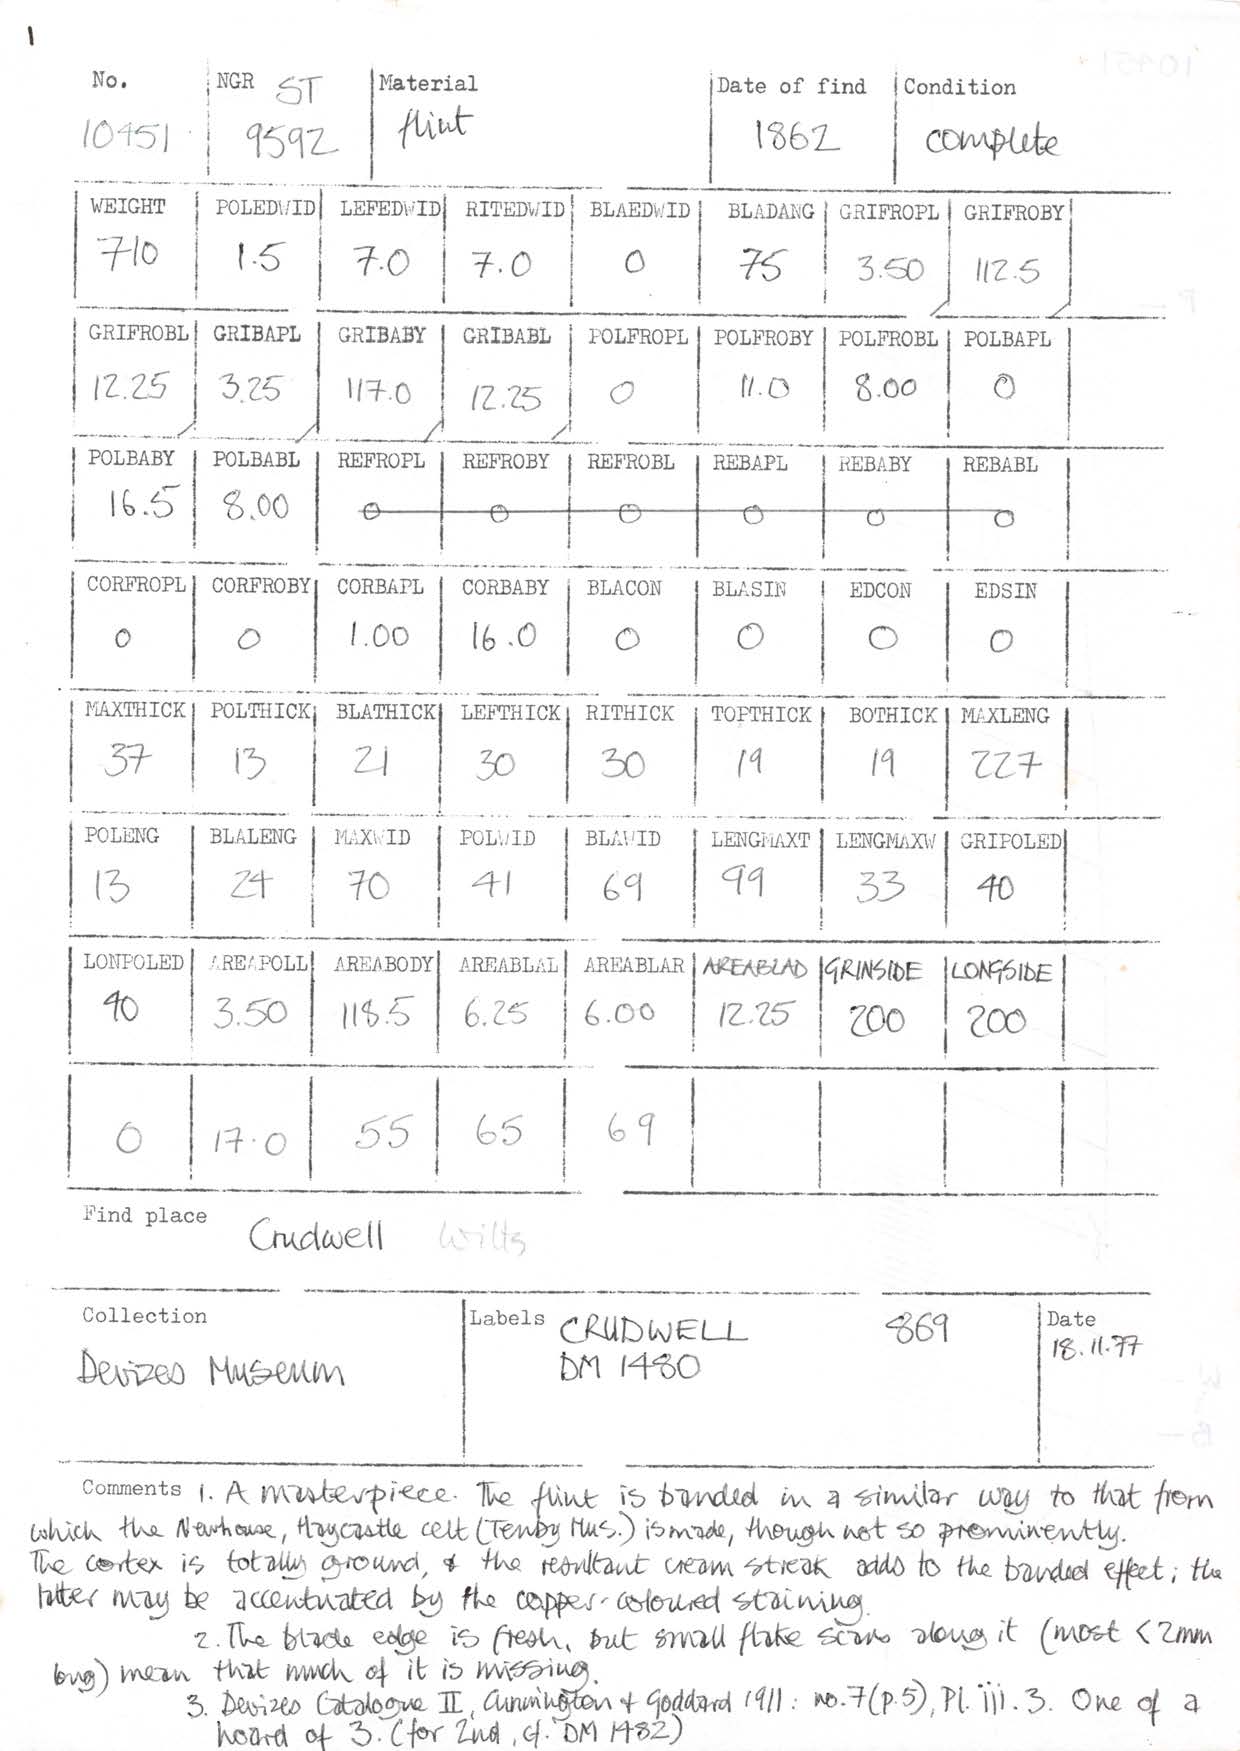 1
No. NGR ST Material Date of find Condition
10451 9592 flint 1862 complete
WEIGHT POLEDWID LEFEDWID RITEDWID BLAEDWID BLADANG GRIFROPL GRIFROBY
710 1.5 7.0 7.0 0 75 3.50 112.5
GRIFROBL GRIBAPL GRIBABY GRIBABL POLFROPL POLFROBY POLFROBL POLBAPL
12.25 3.25 117.0 12.25 0 11.0 8.00 0
POLBABY POLBABL REFROPL REFROBY REFROBL REBAPL REBABY REBABL
16.5 8.00 0 0 0 0 0 0
CORFROPL CORFROBY CORBAPL CORBABY BLACON BLASIN EDCON EDSIN
0 0 1.00 16.0 0 0 0 0
MAXTHICK POLTHICK BLATHICK LEFTHICK RITHICK TOPTHICK BOTHICK MAXLENG
37 13 21 30 30 19 19 227
POLENG BLALENG MAXWID POLWID BLAWID LENGMAXT LENGMAXW GRIPOLED
13 24 70 41 69 99 33 40
LONPOLED AREAPOLL AREABODY AREABLAL AREABLAR AREABLAD GRINSIDE LONGSIDE
40 3.50 118.5 6.25 6.00 12.25 200 200
0 17.0 55 65 69
Find place Crudwell Wilts
Collection Labels CRUDWELL 869 Date
Devizes Museum DM 1480 18.11.77
Comments 1. A masterpiece. The flint is banded in a similar way to that from
which the Newhouse, Haycastle celt (Tenby Mus.) is made, though not so prominently.
The cortex is totally ground, & the resultant cream streak adds to the banded effect; the
latter may be accentuated by the copper-coloured staining.
2. The blade edge is fresh, but small flake scars along it (most < 2mm
long) mean that much of it is missing.
3. Devizes Catalogue II, Cunnington & Goddard 1911: no. 7 (p.5), Pl. iii. 3. One of a
hoard of 3. (for 2nd, cf. DM 1482)